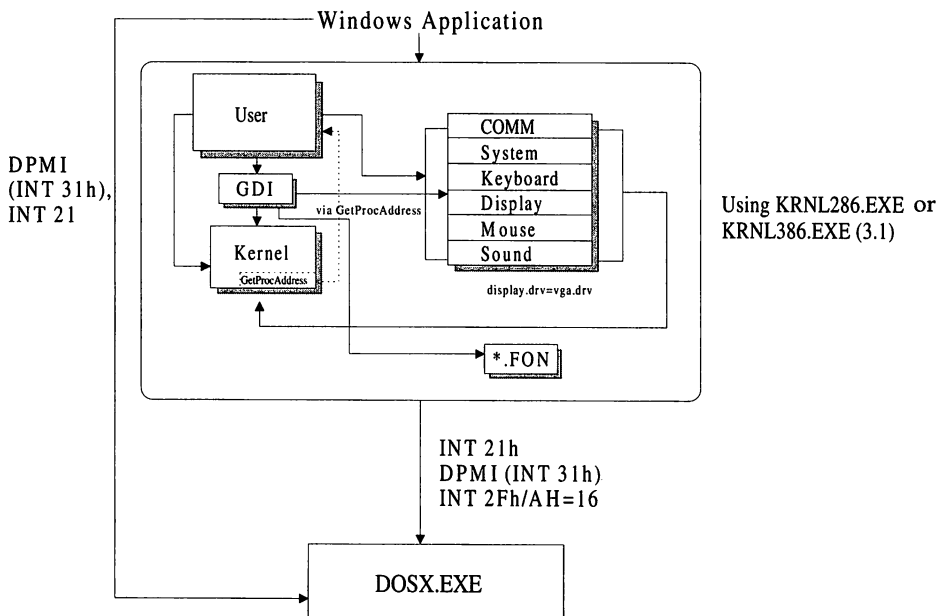 Windows Application
User
GDI
Kernel
GetProcAddress
via GetProcAddress
COMM
System
Keyboard
Display
Mouse
Sound
display.drv=vga.drv
*.FON
DPMI
(INT 31h),
INT 21
Using KRNL286.EXE or
KRNL386.EXE (3.1)
INT 21h
DPMI (INT 31h)
INT 2Fh/AH=16
DOSX.EXE